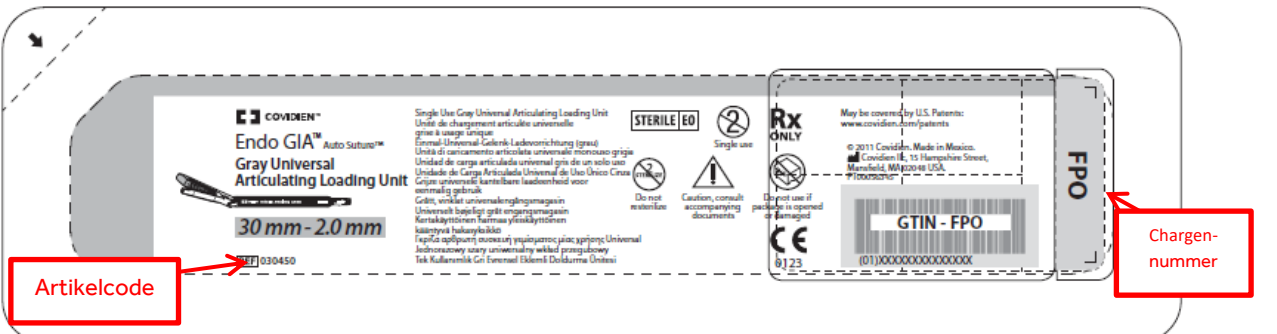 COVIDIEN™
Endo GIA™ Auto Suture™
Gray Universal
Articulating Loading Unit
30 mm - 2.0 mm
REF 030450
Artikelcode
Single Use Gray Universal Articulating Loading Unit
Unité de chargement articulée universelle
grise à usage unique
Einmal-Universal-Gelenk-Ladevorrichtung (grau)
Unità di caricamento articolata universale monouso grigia
Unidad de carga articulada universal gris de un solo uso
Unidade de Carga Articulada Universal de Uso Único Cinza
Grijze universele kantelbare laadeenheid voor
eenmalig gebruik
Grått, vinklat universalengångsmagasin
Universelt bøjeligt gråt engangsmagasin
Kertakäyttöinen harmaa yleiskäyttöinen
kääntyvä hakasyksikkö
Γκρίζα αρθρωτή συσκευή γεμίσματος μίας χρήσης Universal
Jednorazowy szary uniwersalny wkład przegubowy
Tek Kullanımlık Gri Evrensel Eklemli Doldurma Ünitesi
STERILE EO
2
Single use
Rx
ONLY
2
Do not
resterilize
Caution, consult
accompanying
documents
Do not use if
package is opened
or damaged
CE
0123
May be covered by U.S. Patents:
www.covidien.com/patents
© 2011 Covidien. Made in Mexico.
Covidien llc, 15 Hampshire Street,
Mansfield, MA 02048 USA.
GTIN - FPO
(01)XXXXXXXXXXXXXX
FPO
Chargen-
nummer